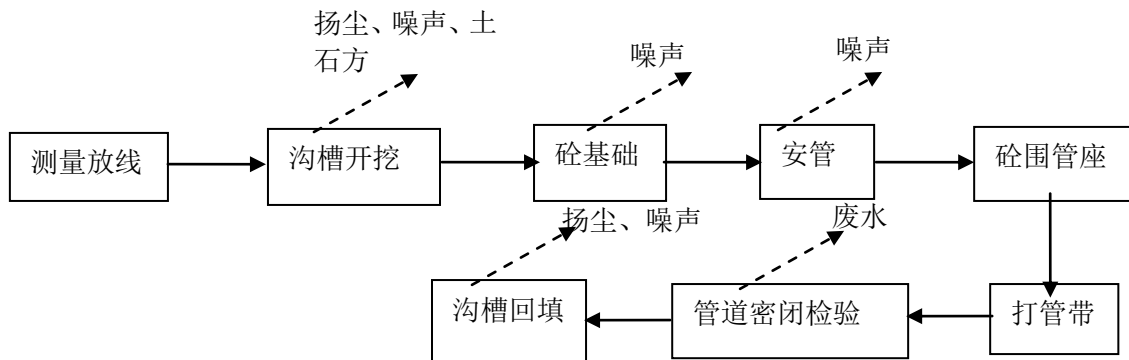 扬尘、噪声、土
石方
噪声
噪声
测量放线
沟槽开挖
砼基础
安管
砼围管座
扬尘、噪声
废水
沟槽回填
管道密闭检验
打管带